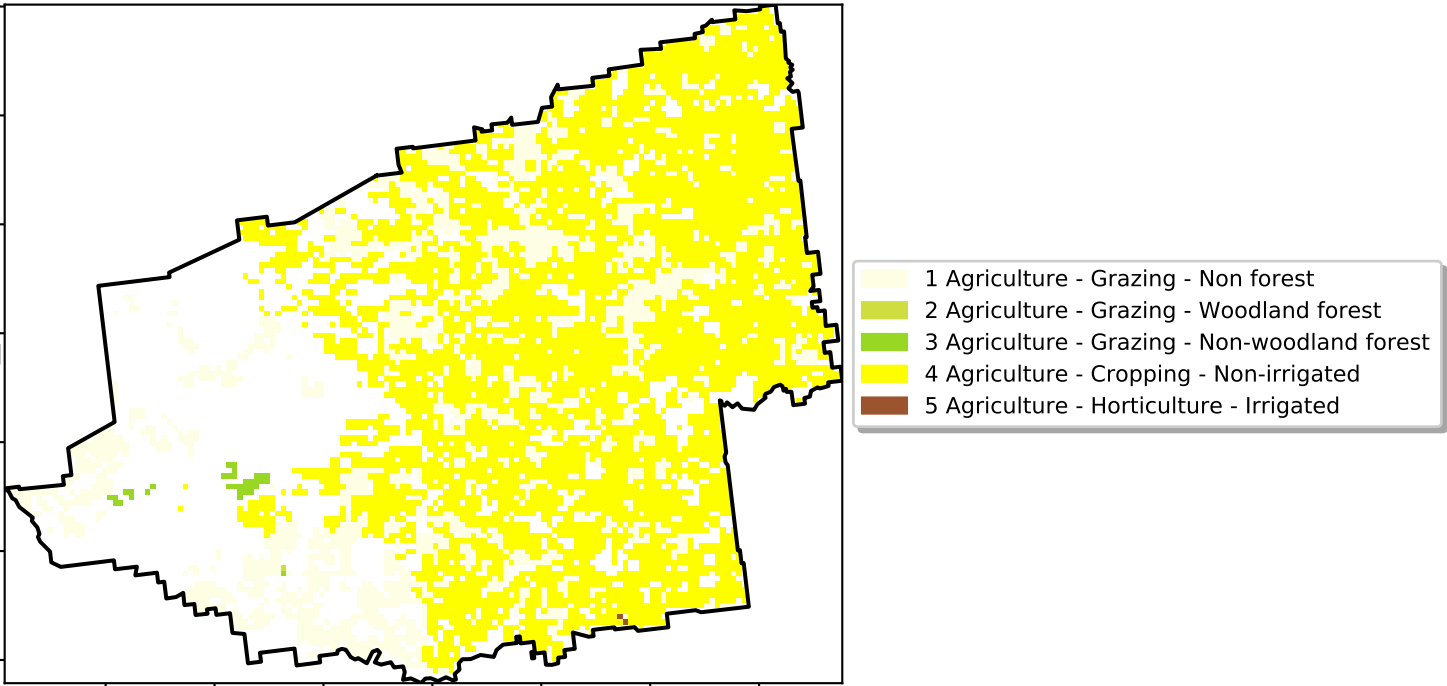 1 Agriculture - Grazing - Non forest
2 Agriculture - Grazing - Woodland forest
3 Agriculture - Grazing - Non-woodland forest
4 Agriculture - Cropping - Non-irrigated
5 Agriculture - Horticulture - Irrigated